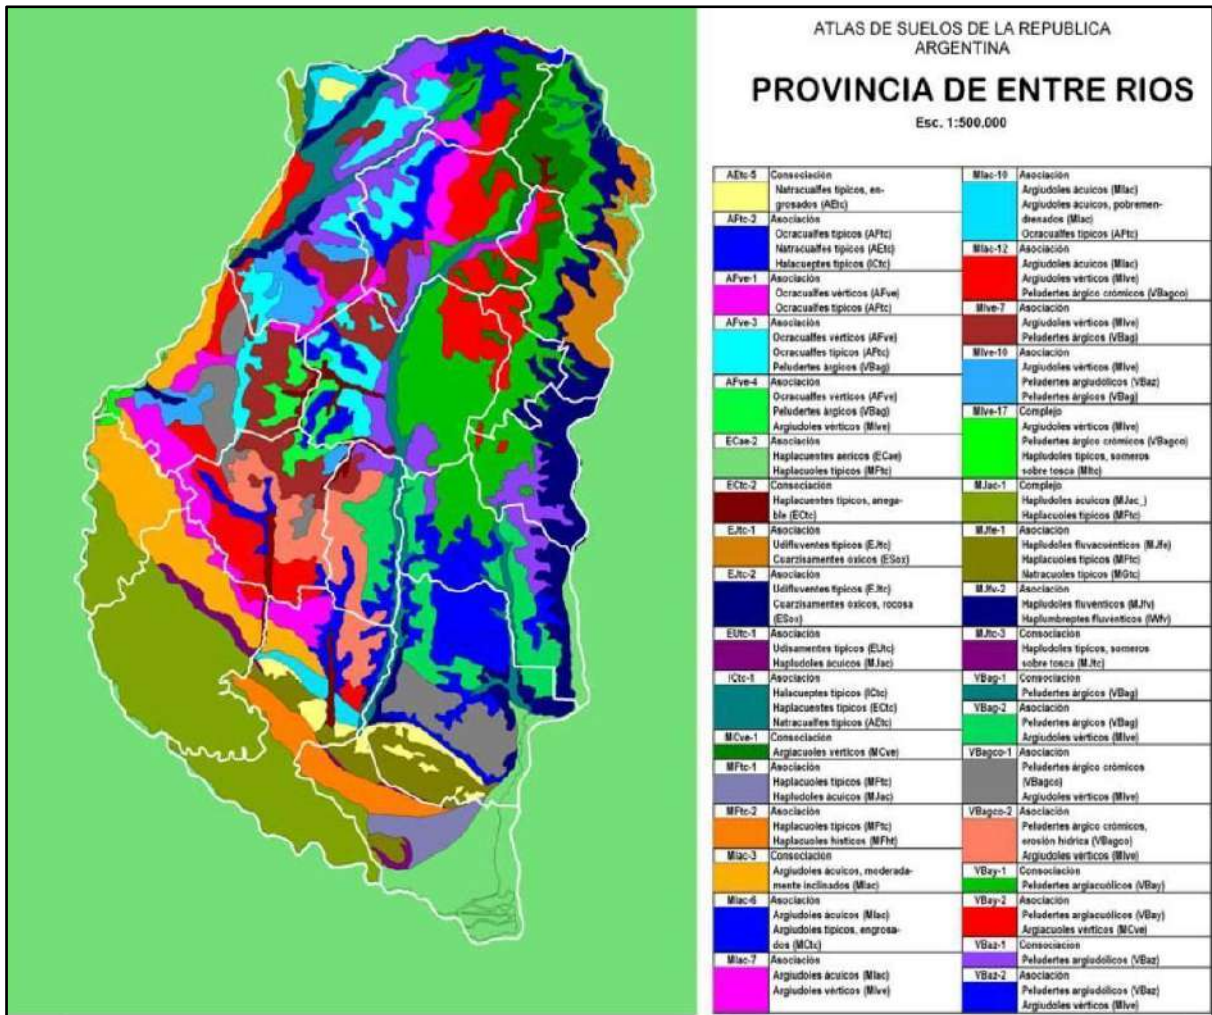 ATLAS DE SUELOS DE LA REPUBLICA
ARGENTINA
PROVINCIA DE ENTRE RIOS
Esc. 1:500.000
AEtc-5 Consociación
Natracualfes típicos, en-
grosados (AEtc)
AFtc-2 Asociación
Ocracualfes típicos (AFtc)
Natracualfes típicos (AEtc)
Halacueptes típicos (ICtc)
AFve-1 Asociación
Ocracualfes vérticos (AFve)
Ocracualfes típicos (AFtc)
AFve-3 Asociación
Ocracualfes vérticos (AFve)
Ocracualfes típicos (AFtc)
Peludertes árgicos (VBag)
AFve-4 Asociación
Ocracualfes vérticos (AFve)
Peludertes árgicos (VBag)
Argiudoles vérticos (MIve)
ECae-2 Asociación
Haplacuentes aericos (ECae)
Haplacuoles típicos (MFtc)
ECtc-2 Consociación
Haplacuentes típicos, anega-
ble (ECtc)
EJtc-1 Asociación
Udifluventes típicos (EJtc)
Cuarzisamentes óxicos (ESox)
EJtc-2 Asociación
Udifluventes típicos (EJtc)
Cuarzisamentes óxicos, rocosa
(ESox)
EUtc-1 Asociación
Udisamentes típicos (EUtc)
Hapludoles ácuicos (MJac)
ICtc-1 Asociación
Halacueptes típicos (ICtc)
Haplacuentes típicos (ECtc)
Natracualfes típicos (AEtc)
MCve-1 Consociación
Argiacuoles vérticos (MCve)
MFtc-1 Asociación
Haplacuoles típicos (MFtc)
Hapludoles ácuicos (MJac)
MFtc-2 Asociación
Haplacuoles típicos (MFtc)
Haplacuoles hísticos (MFht)
MIac-3 Consociación
Argiudoles ácuicos, moderada-
mente inclinados (MIac)
MIac-6 Asociación
Argiudoles ácuicos (MIac)
Argiudoles típicos, engrosa-
dos (MCtc)
MIac-7 Asociación
Argiudoles ácuicos (MIac)
Argiudoles vérticos (MIve)
MIac-10 Asociación
Argiudoles ácuicos (MIac)
Argiudoles ácuicos, pobremen-
drenados (MIac)
Ocracualfes típicos (AFtc)
MIac-12 Asociación
Argiudoles ácuicos (MIac)
Argiudoles vérticos (MIve)
Peludertes árgico crómicos (VBagco)
MIve-7 Asociación
Argiudoles vérticos (MIve)
Peludertes árgicos (VBag)
MIve-10 Asociación
Argiudoles vérticos (MIve)
Peludertes argiudólicos (VBaz)
Peludertes árgicos (VBag)
MIve-17 Complejo
Argiudoles vérticos (MIve)
Peludertes árgico crómicos (VBagco)
Hapludoles típicos, someros
sobre tosca (MItc)
MJac-1 Complejo
Hapludoles ácuicos (MJac_)
Haplacuoles típicos (MFtc)
MJfe-1 Asociación
Hapludoles fluvacuénticos (MJfe)
Haplacuoles típicos (MFtc)
Natracuoles típicos (MGtc)
MJfv-2 Asociación
Hapludoles fluvénticos (MJfv)
Haplumbreptes fluvénticos (IWfv)
MJtc-3 Consociación
Hapludoles típicos, someros
sobre tosca (MJtc)
VBag-1 Consociación
Peludertes árgicos (VBag)
VBag-2 Asociación
Peludertes árgicos (VBag)
Argiudoles vérticos (MIve)
VBagco-1 Asociación
Peludertes árgico crómicos
(VBagco)
Argiudoles vérticos (MIve)
VBagco-2 Asociación
Peludertes árgico crómicos,
erosión hídrica (VBagco)
Argiudoles vérticos (MIve)
VBay-1 Consociación
Peludertes argiacuólicos (VBay)
VBay-2 Asociación
Peludertes argiacuólicos (VBay)
Argiacuoles vérticos (MCve)
VBaz-1 Consociación
Peludertes argiudólicos (VBaz)
VBaz-2 Asociación
Peludertes argiudólicos (VBaz)
Argiudoles vérticos (MIve)